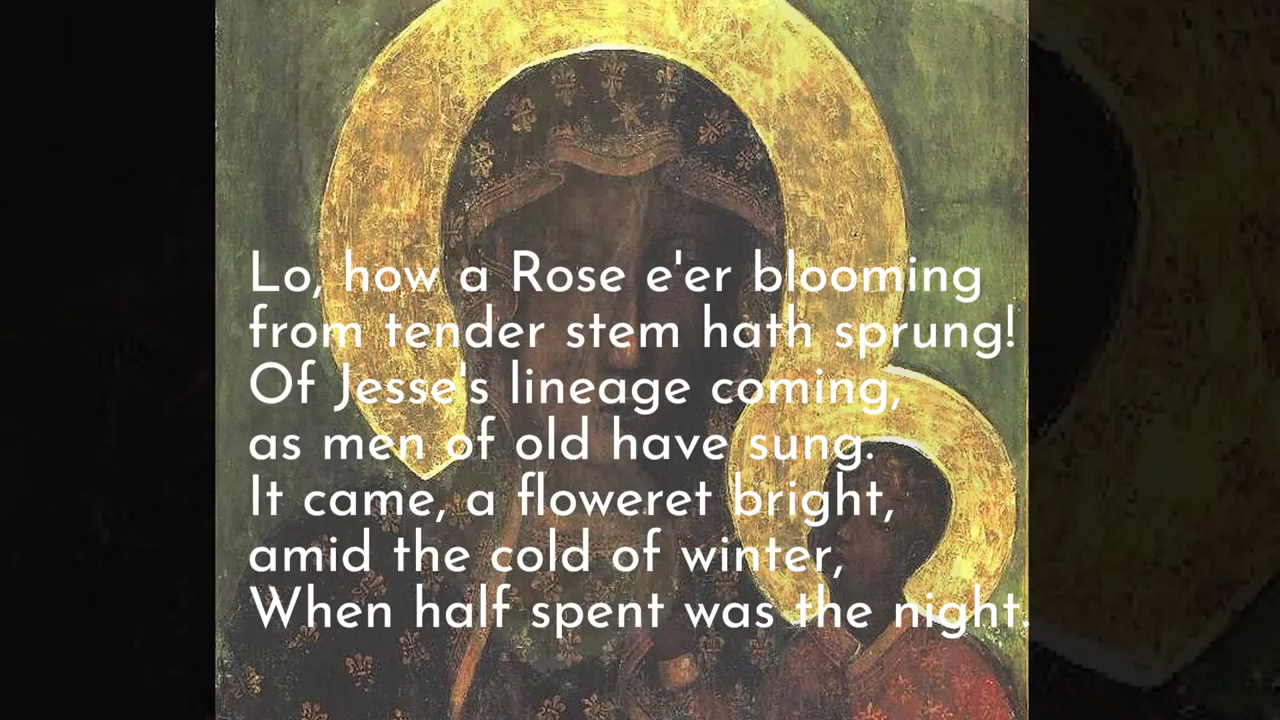 Lo, how a Rose e'er blooming
from tender stem hath sprung!
Of Jesse's lineage coming,
as men of old have sung.
It came, a floweret bright,
amid the cold of winter,
When half spent was the night.